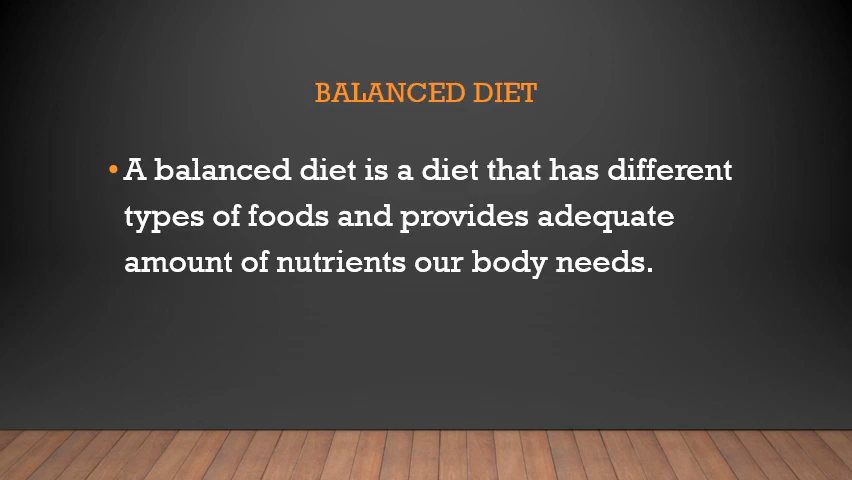 BALANCED DIET
• A balanced diet is a diet that has different
types of foods and provides adequate
amount of nutrients our body needs.